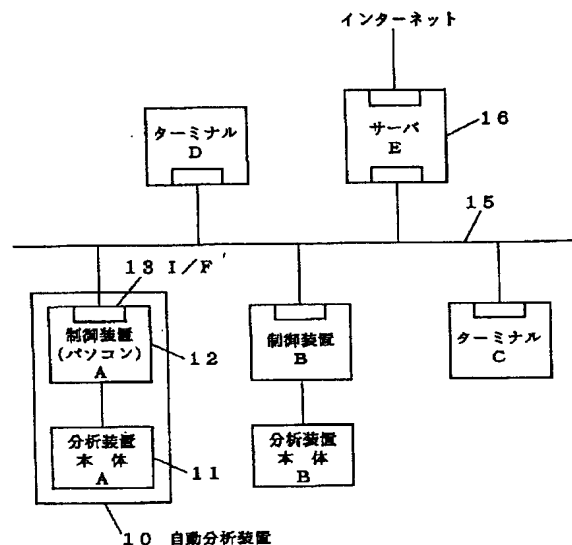 インターネット
ターミナル
D
サーバ
E
16
15
13 I/F
制御装置
(パソコン)
A
12
制御装置
B
ターミナル
C
分析装置
本 体
A
11
分析装置
本 体
B
10 自動分析装置